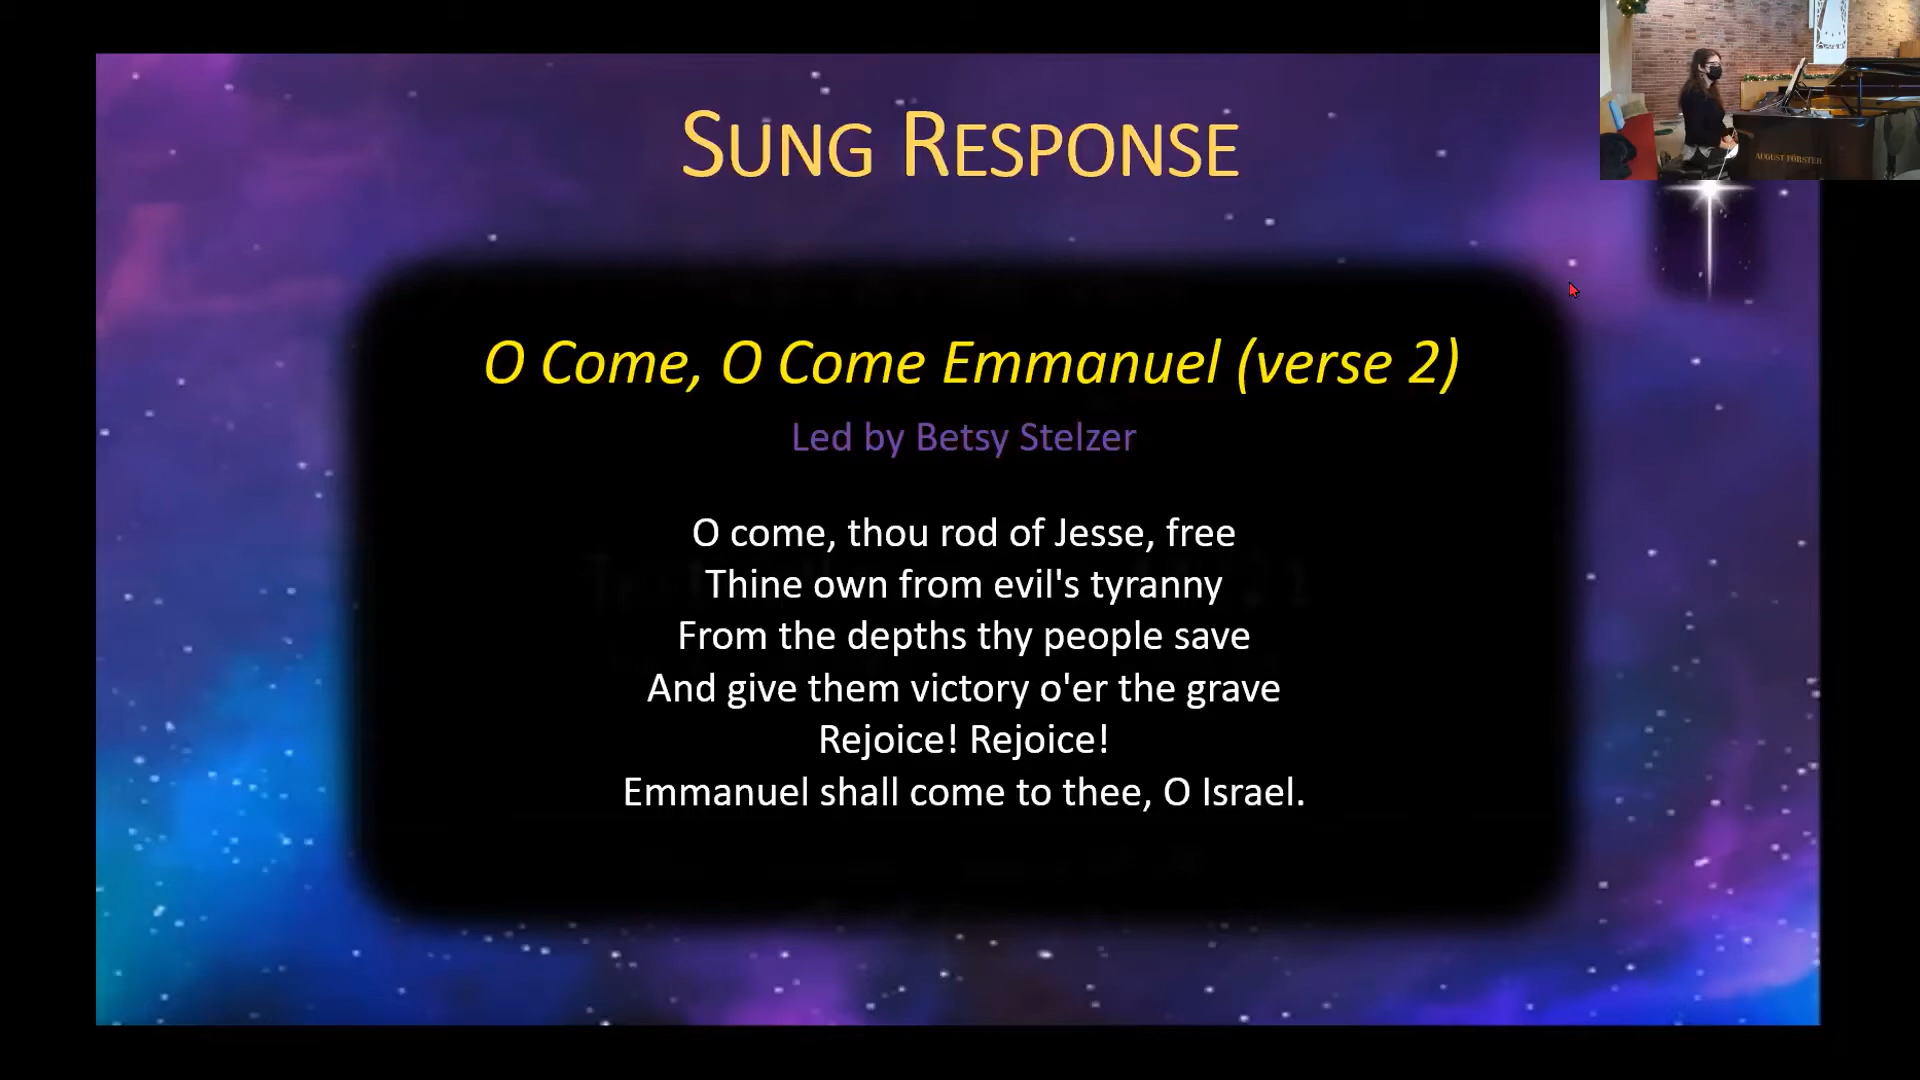 SUNG RESPONSE
O Come, O Come Emmanuel (verse 2)
Led by Betsy Stelzer
O come, thou rod of Jesse, free
Thine own from evil's tyranny
From the depths thy people save
And give them victory o'er the grave
Rejoice! Rejoice!
Emmanuel shall come to thee, O Israel.
AUGUST FÖRSTER